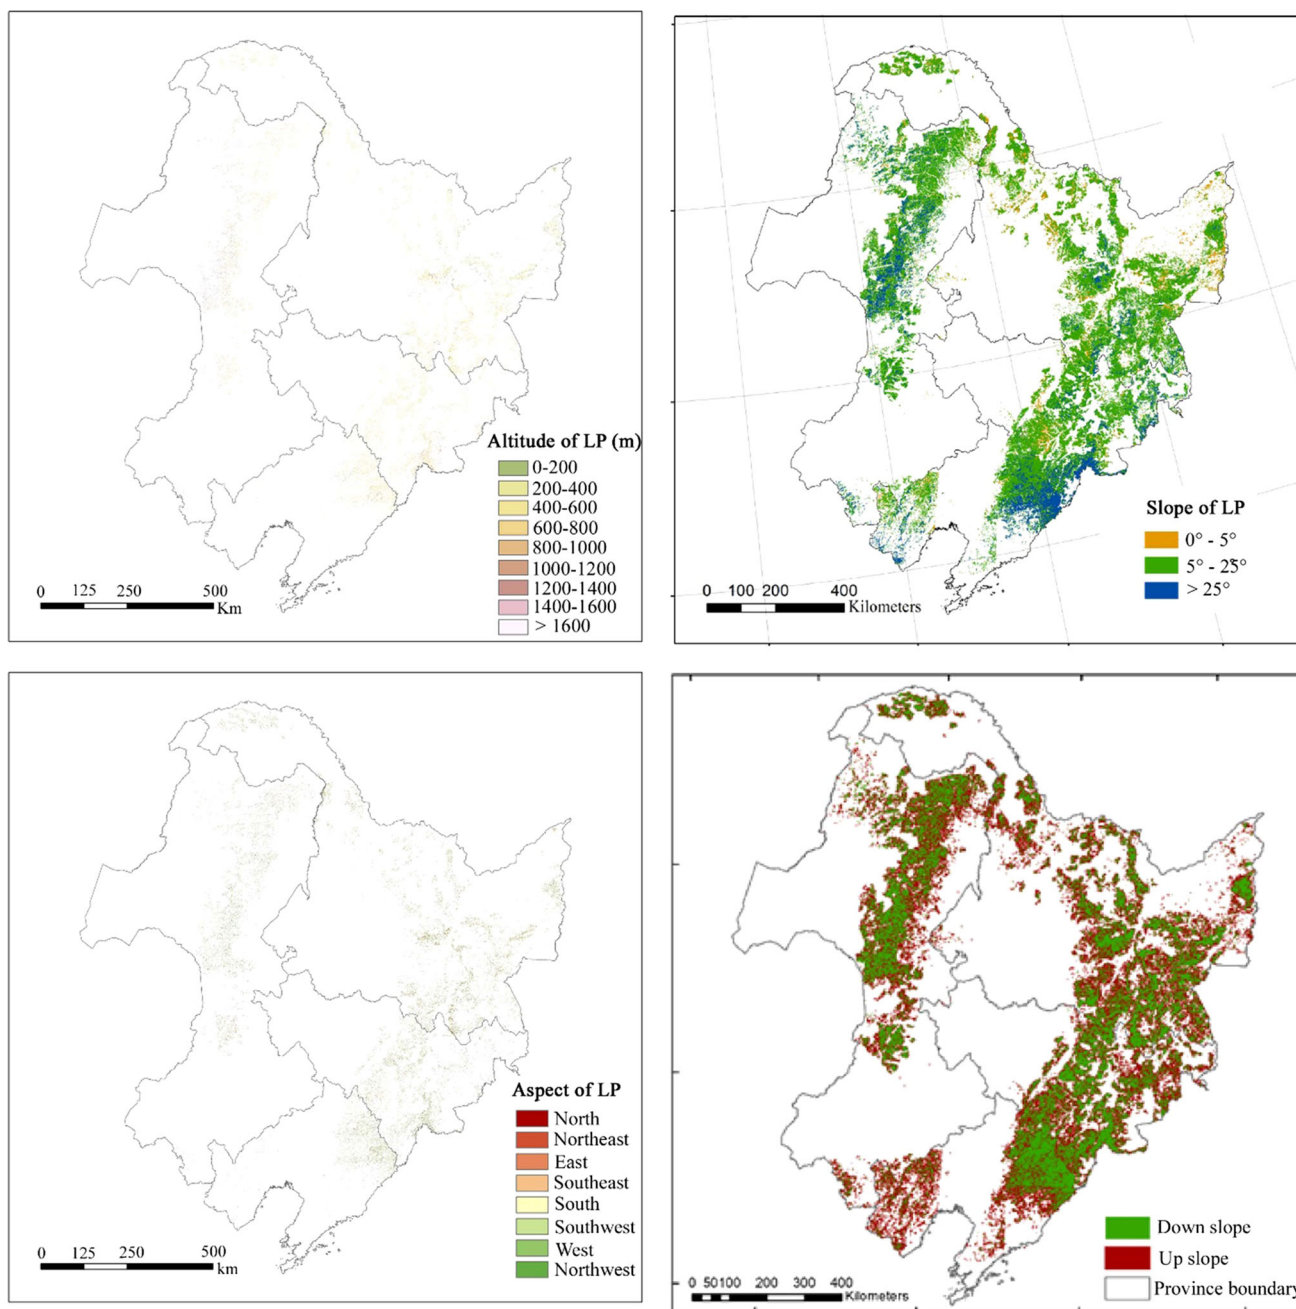 Altitude of LP (m)
0-200
200-400
400-600
600-800
800-1000
1000-1200
1200-1400
1400-1600
> 1600
0 125 250 500
Km
Slope of LP
0° - 5°
5° - 25°
> 25°
0 100 200 400
Kilometers
Aspect of LP
North
Northeast
East
Southeast
South
Southwest
West
Northwest
0 125 250 500
km
Down slope
Up slope
Province boundary
0 50 100 200 300 400
Kilometers